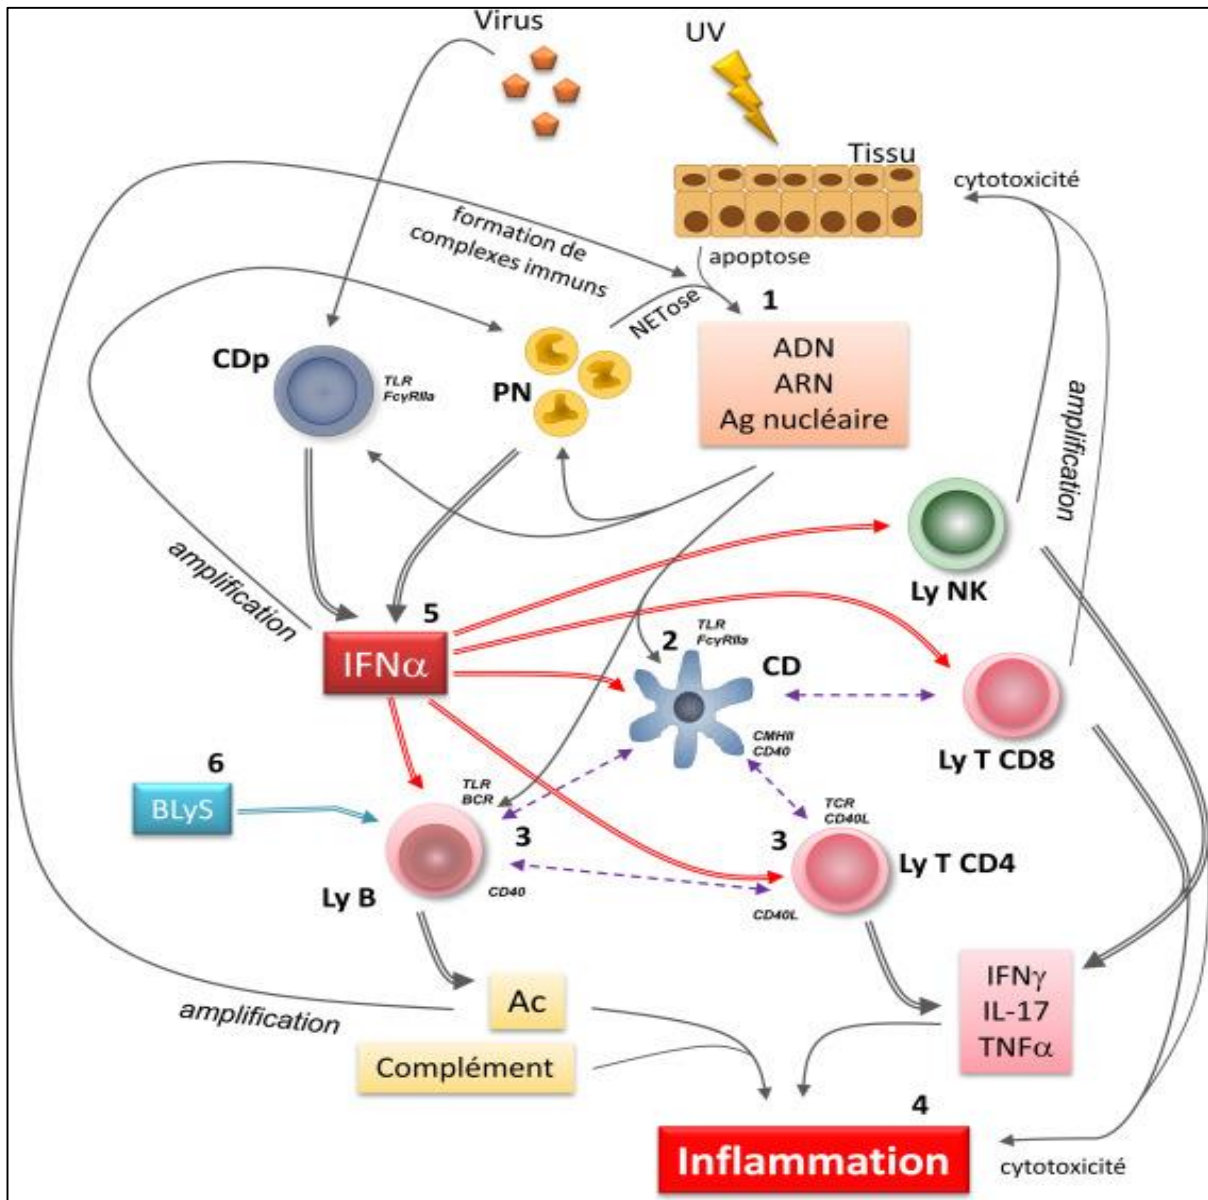 Virus
UV
Tissu
cytotoxicité
formation de
complexes immuns
apoptose
NETose
1
ADN
ARN
Ag nucléaire
CDp
TLR
FcγRIIa
PN
amplification
amplification
Ly NK
5
IFNα
2
TLR
FcγRIIa
CD
CMHII
CD40
Ly T CD8
6
BLyS
TLR
BCR
3
Ly B
CD40
TCR
CD40L
3
Ly T CD4
CD40L
Ac
amplification
Complément
IFNγ
IL-17
TNFα
4
Inflammation
cytotoxicité